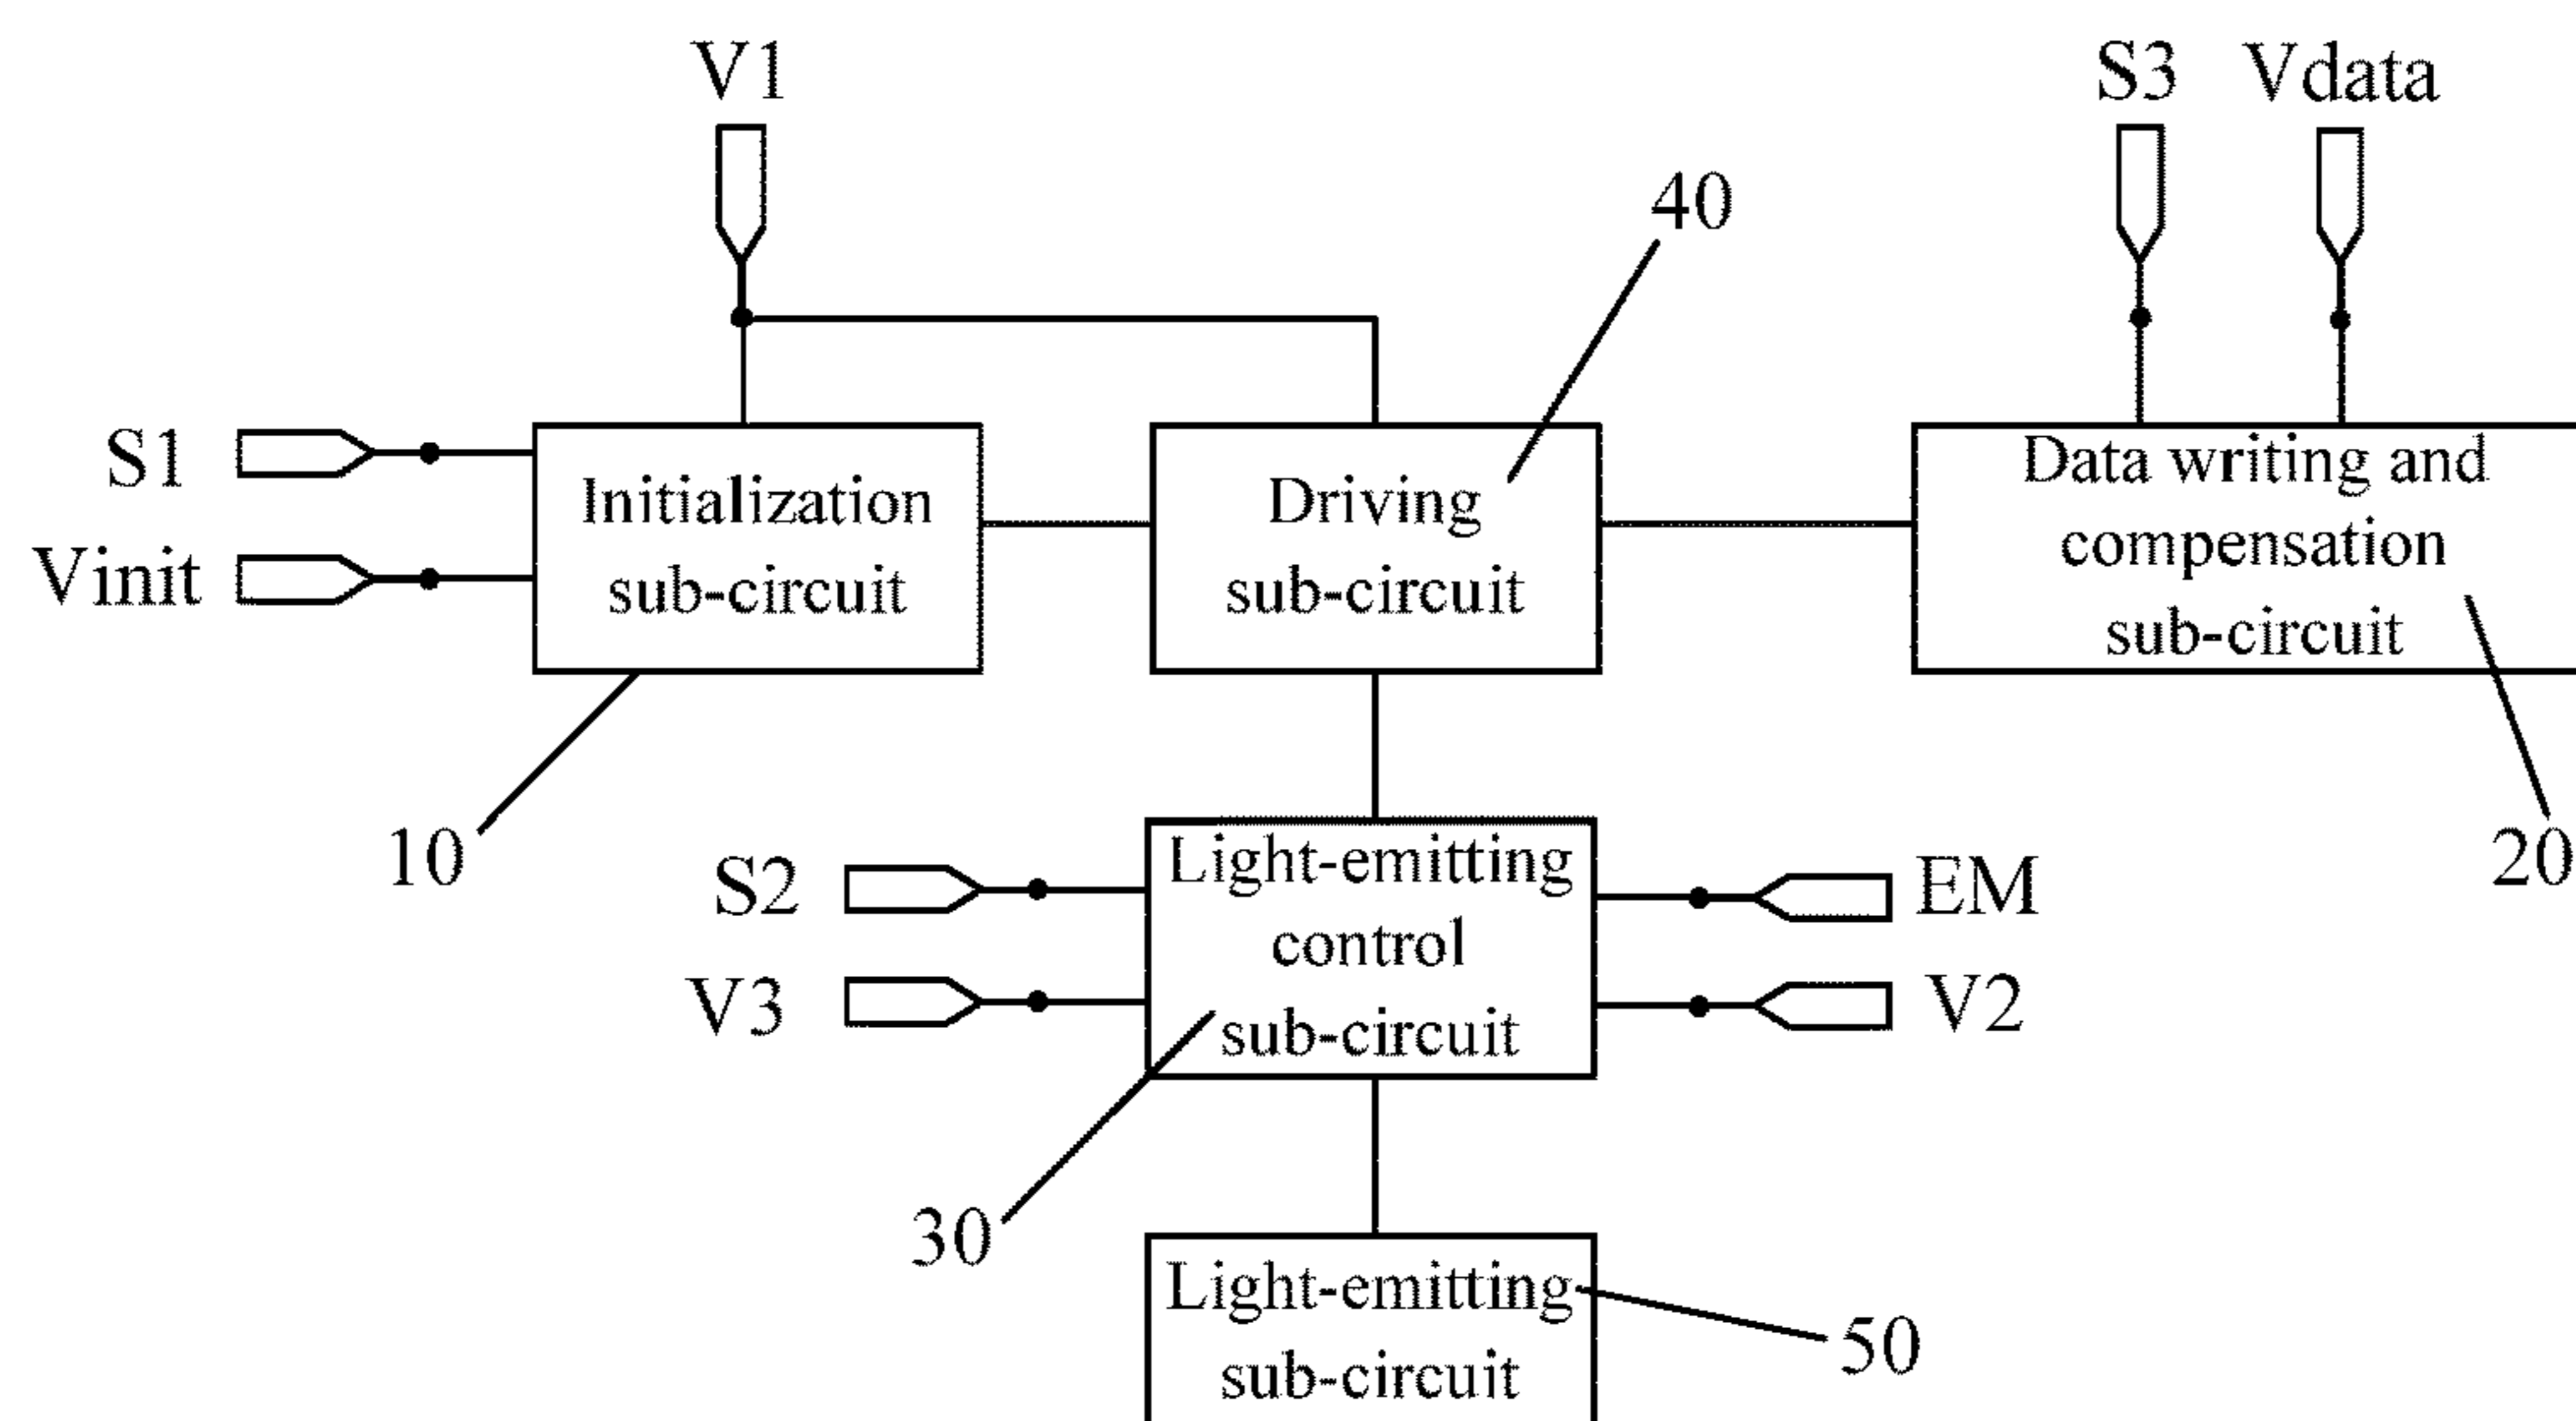 V1
S3
Vdata
40
S1
Vinit
Initialization
sub-circuit
Driving
sub-circuit
Data writing and
compensation
sub-circuit
10
20
S2
V3
Light-emitting
control
sub-circuit
EM
V2
30
Light-emitting
sub-circuit
50